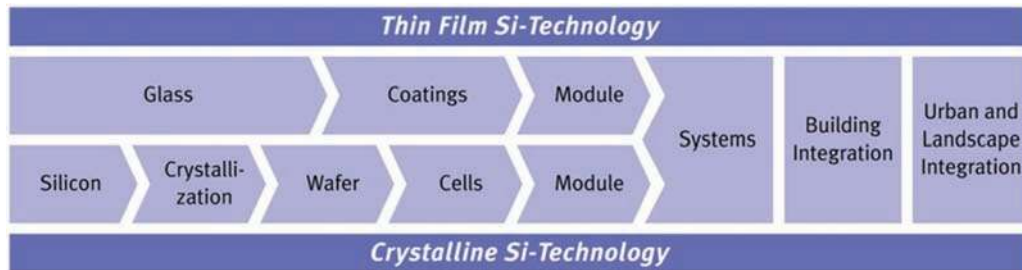 Thin Film Si-Technology
Glass
Coatings
Module
Silicon
Crystalli-
zation
Wafer
Cells
Module
Systems
Building
Integration
Urban and
Landscape
Integration
Crystalline Si-Technology